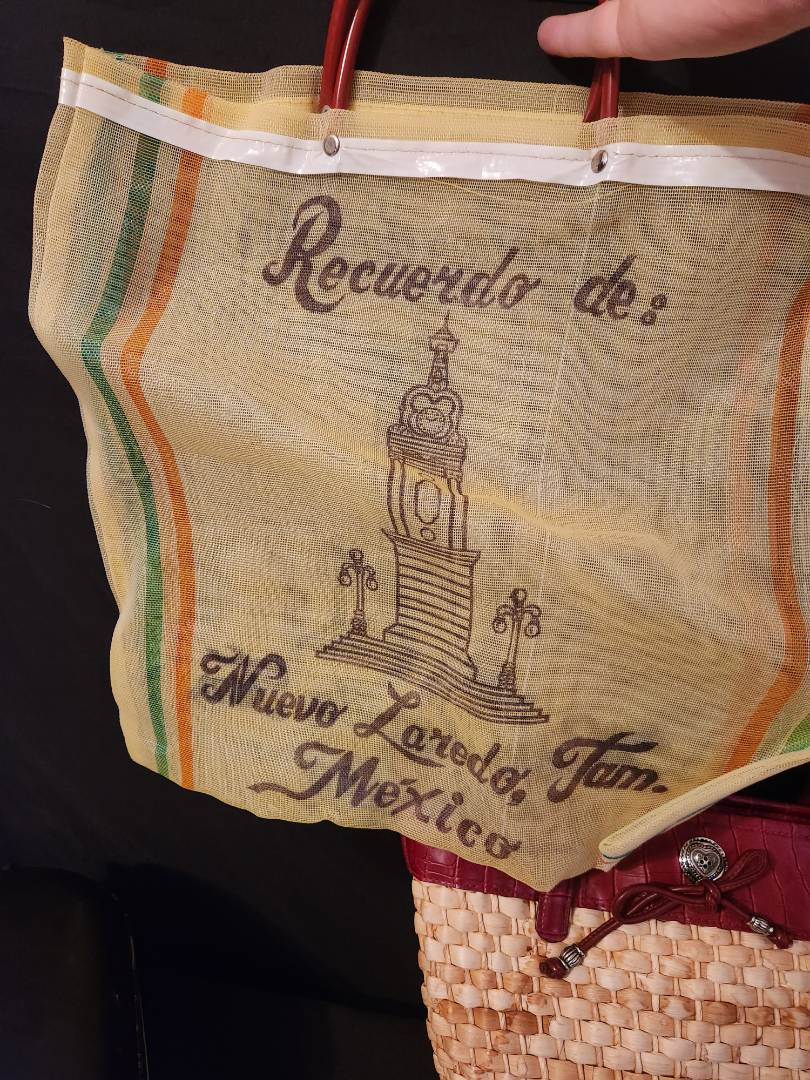 Recuerdo de:
Nuevo Laredo, Tam.
México